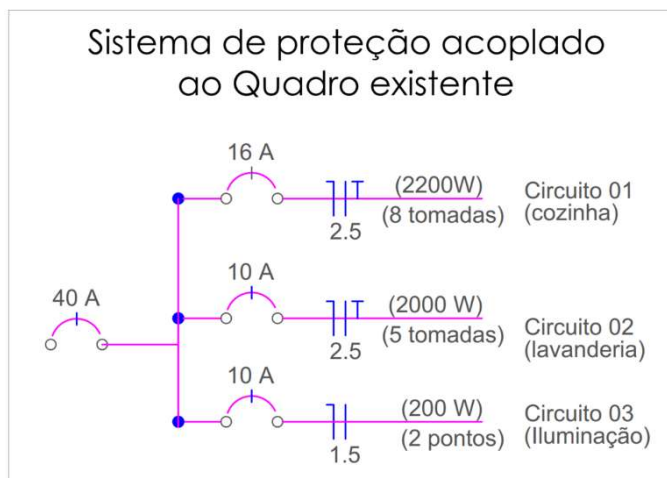 Sistema de proteção acoplado
ao Quadro existente
16 A
(2200W)
(8 tomadas)
2.5
Circuito 01
(cozinha)
40 A
10 A
(2000 W)
(5 tomadas)
2.5
Circuito 02
(lavanderia)
10 A
(200 W)
(2 pontos)
1.5
Circuito 03
(Iluminação)